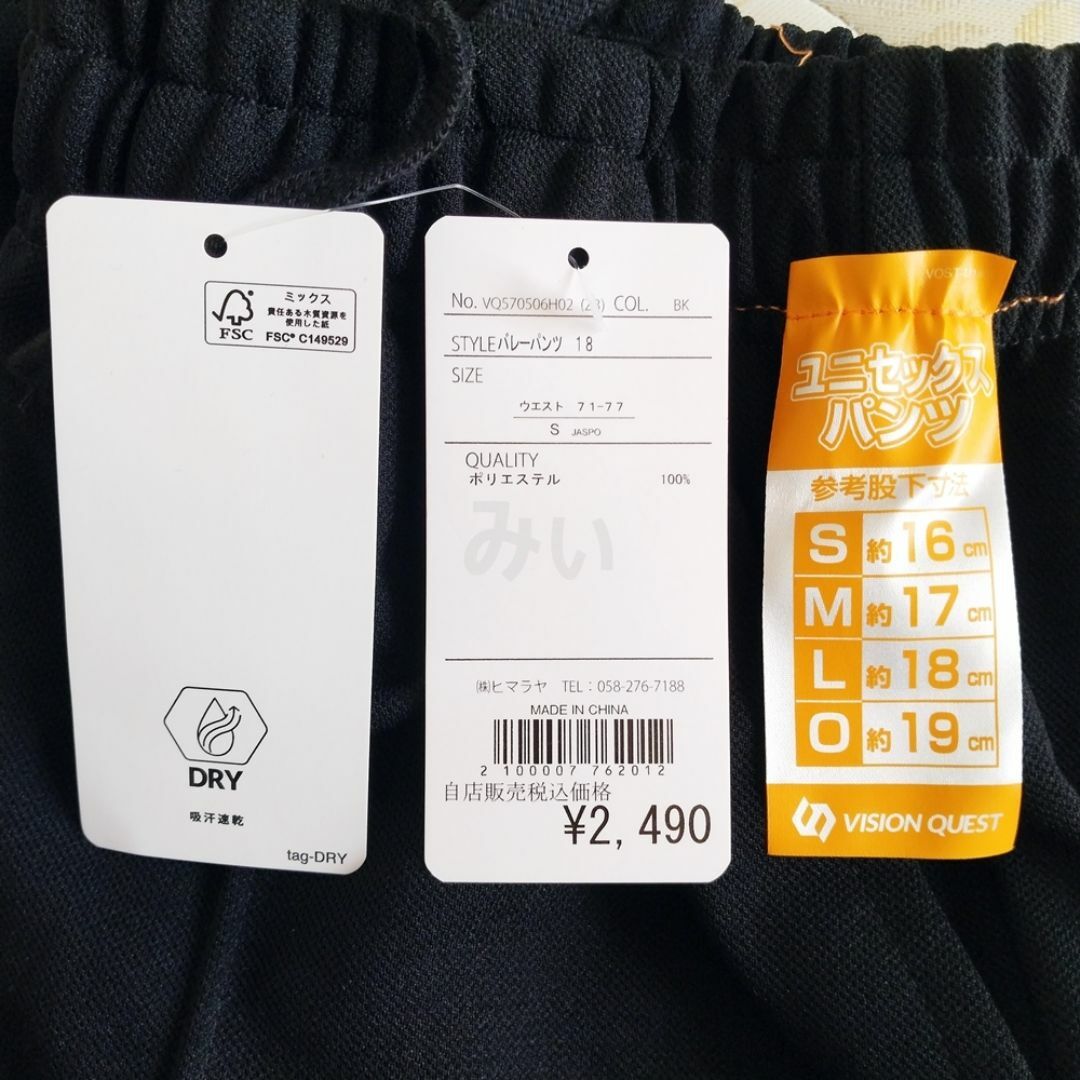 ミックス
責任ある木質資源を
使用した紙
FSC
FSC® C149529
DRY
吸汗速乾
tag-DRY
No. VQ570506H02 COL. BK
STYLEバレーパンツ 18
SIZE
ウエスト 71-77
S JASPO
QUALITY
ポリエステル 100%
みぃ
㈱ヒマラヤ TEL：058-276-7188
MADE IN CHINA
2 100007 762012
自店販売税込価格
¥2,490
ユニセックス
パンツ
参考股下寸法
S 約16cm
M 約17cm
L 約18cm
O 約19cm
VISION QUEST